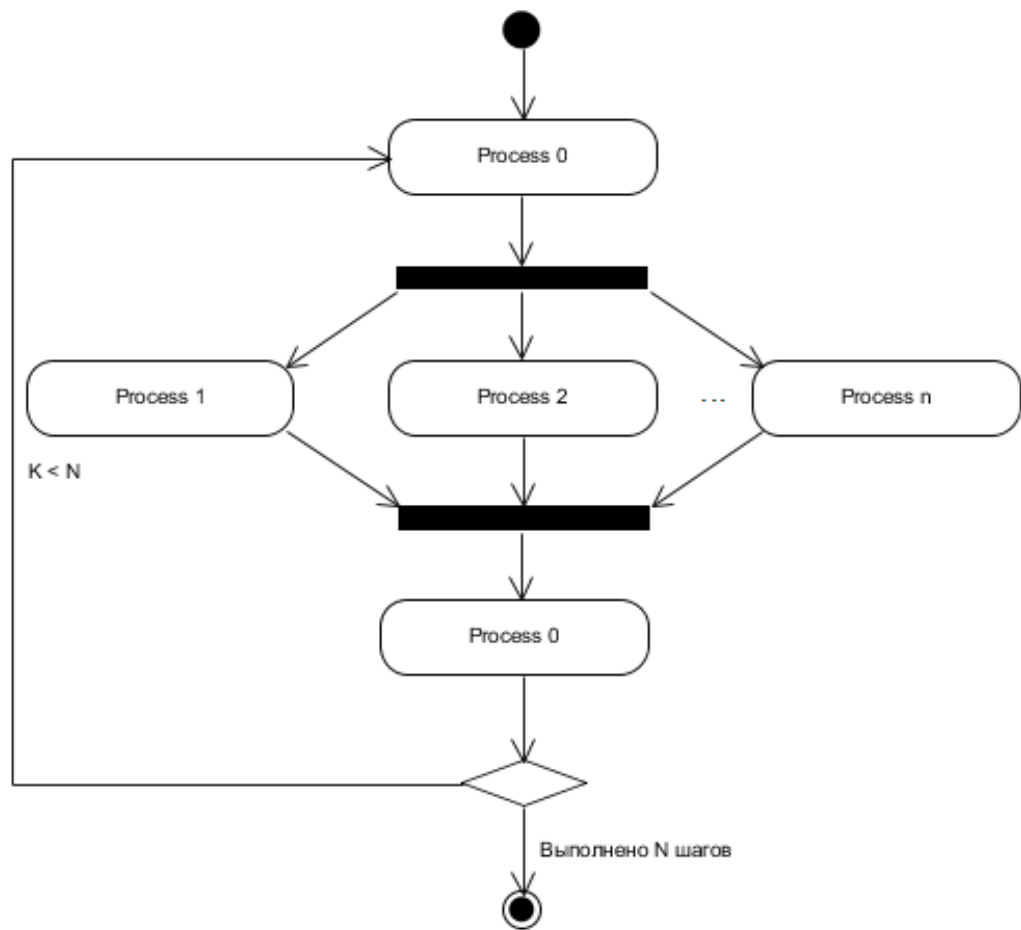 Process 0
Process 1
Process 2
...
Process n
K < N
Process 0
Выполнено N шагов